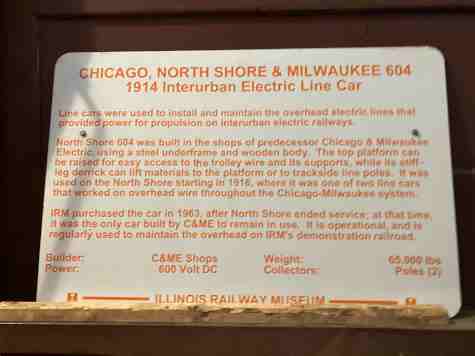 CHICAGO, NORTH SHORE & MILWAUKEE 604
1914 Interurban Electric Line Car
Line cars were used to install and maintain the overhead electric lines that
provided power for propulsion on interurban electric railways.
North Shore 604 was built in the shops of predecessor Chicago & Milwaukee
Electric, using a steel underframe and wooden body. The top platform can
be raised for easy access to the trolley wire and its supports, while its stiff-
leg derrick can lift materials to the platform or to trackside line poles. It was
used on the North Shore starting in 1916, where it was one of two line cars
that worked on overhead wire throughout the Chicago-Milwaukee system.
IRM purchased the car in 1963, after North Shore ended service; at that time,
it was the only car built by C&ME to remain in use. It is operational, and is
regularly used to maintain the overhead on IRM's demonstration railroad.
Builder: C&ME Shops Weight: 65,000 lbs
Power: 600 Volt DC Collectors: Poles (2)
ILLINOIS RAILWAY MUSEUM